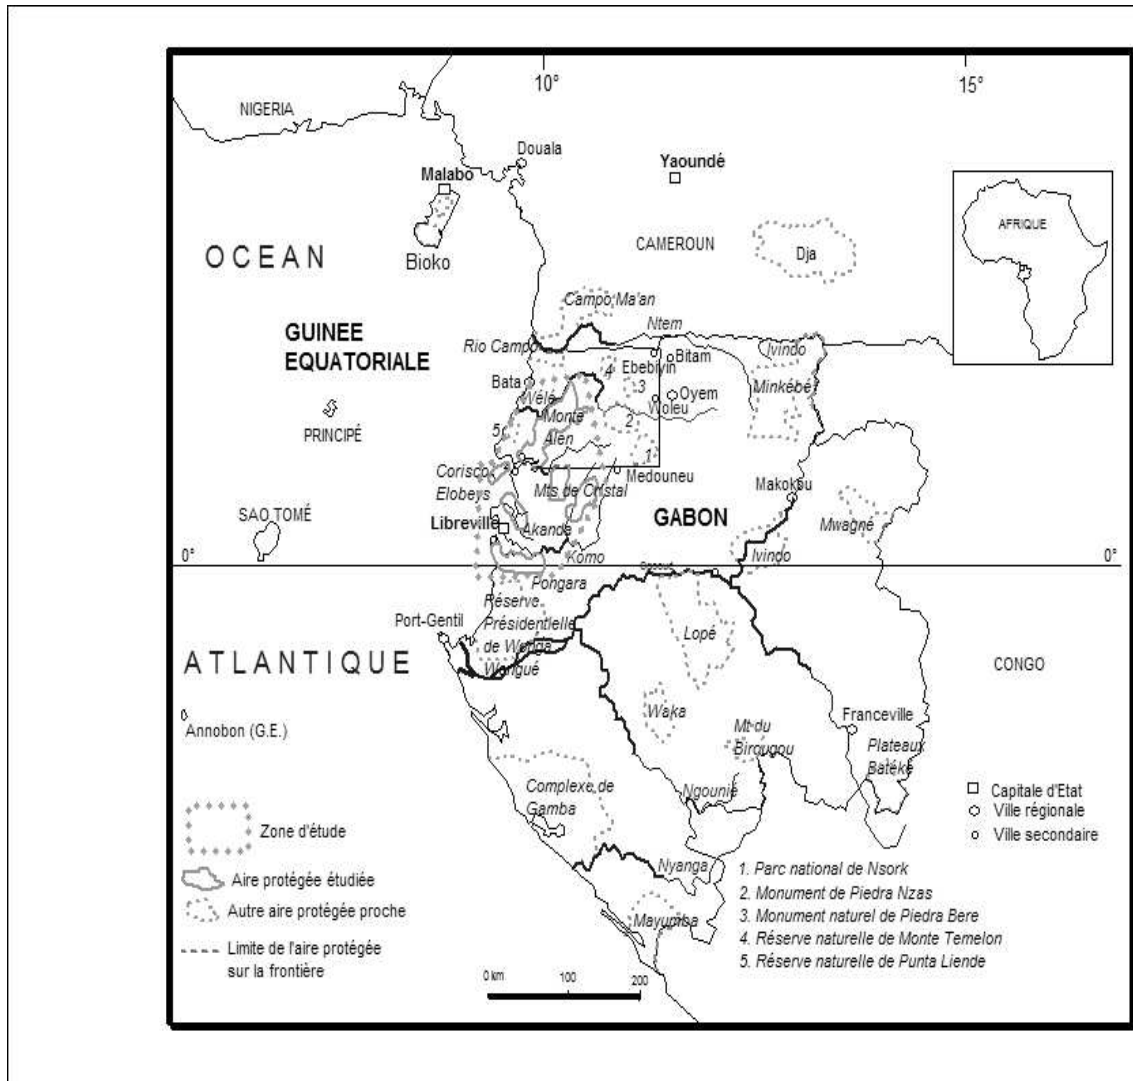 10°
15°
NIGERIA
Douala
Malabo
Yaoundé
AFRIQUE
CAMEROUN
Dja
OCEAN
Bioko
Campo Ma'an
Ntem
GUINEE
EQUATORIALE
Rio Campo
Ivindo
Bitam
Ebebiyin
4
Bata
3
Minkébé
Oyem
Wélé
Woleu
PRINCIPÉ
5
Monte
Alen
2
1
Corisco
Medouneu
Elobeys
Mts de Cristal
Makokou
SAO TOMÉ
Libreville
Akanda
GABON
Mwagné
0°
Komo
Ivindo
0°
Pongara
Réserve
Présidentielle
de Wonga
Wongué
Port-Gentil
Lopé
ATLANTIQUE
CONGO
Annobon (G.E.)
Waka
Mt du
Birougou
Franceville
Plateaux
Batéké
Complexe de
Gamba
Ngounié
Capitale d'Etat
Ville régionale
Ville secondaire
Zone d'étude
Nyanga
Aire protégée étudiée
Autre aire protégée proche
Mayumba
Limite de l'aire protégée
sur la frontière
1. Parc national de Nsork
2. Monument de Piedra Nzas
3. Monument naturel de Piedra Bere
4. Réserve naturelle de Monte Temelon
5. Réserve naturelle de Punta Liende
0 km 100 200